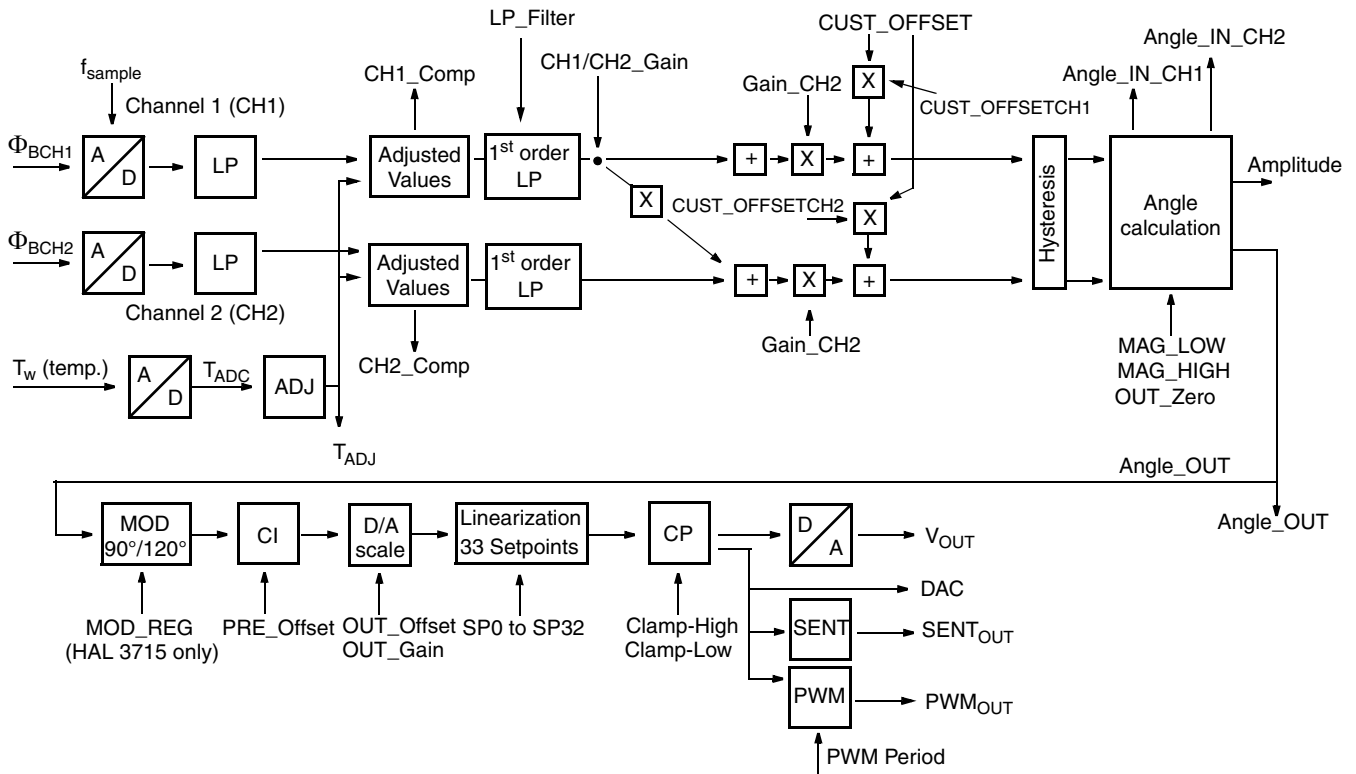 LP_Filter
CUST_OFFSET
Angle_IN_CH2
fsample
CH1_Comp
CH1/CH2_Gain
Gain_CH2
X
Angle_IN_CH1
Channel 1 (CH1)
CUST_OFFSETCH1
ΦBCH1
A
D
LP
Adjusted
Values
1st order
LP
+
X
+
Amplitude
X
CUST_OFFSETCH2
X
Hysteresis
Angle
calculation
ΦBCH2
A
D
LP
Adjusted
Values
1st order
LP
+
X
+
Channel 2 (CH2)
CH2_Comp
Gain_CH2
MAG_LOW
MAG_HIGH
OUT_Zero
Tw (temp.)
A
D
TADC
ADJ
TADJ
Angle_OUT
Angle_OUT
MOD
90°/120°
CI
D/A
scale
Linearization
33 Setpoints
CP
D
A
VOUT
DAC
MOD_REG
(HAL 3715 only)
PRE_Offset
OUT_Offset
OUT_Gain
SP0 to SP32
Clamp-High
Clamp-Low
SENT
SENTOUT
PWM
PWMOUT
PWM Period